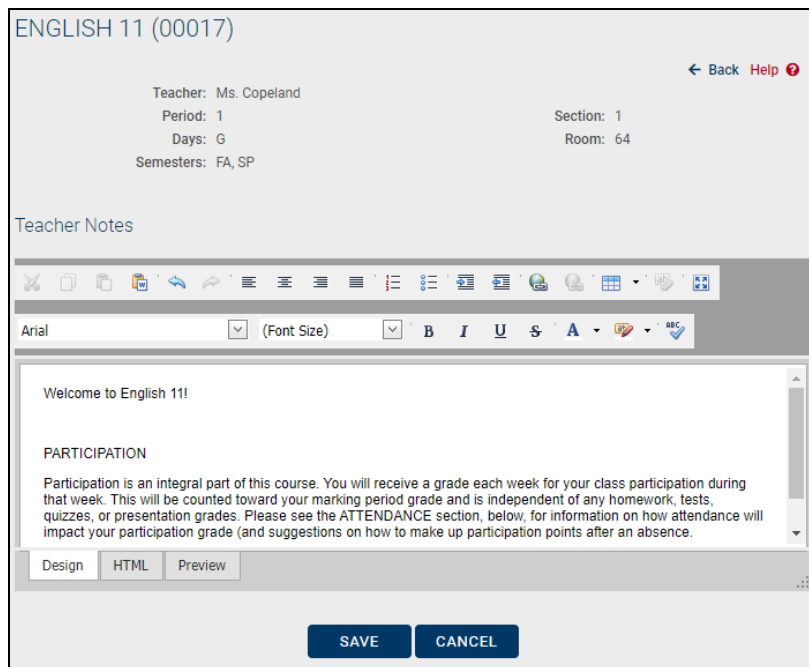 ENGLISH 11 (00017)
← Back Help ?
Teacher: Ms. Copeland
Period: 1 Section: 1
Days: G Room: 64
Semesters: FA, SP
Teacher Notes
Arial (Font Size) B I U S A ab ABC
Welcome to English 11!
PARTICIPATION
Participation is an integral part of this course. You will receive a grade each week for your class participation during
that week. This will be counted toward your marking period grade and is independent of any homework, tests,
quizzes, or presentation grades. Please see the ATTENDANCE section, below, for information on how attendance will
impact your participation grade (and suggestions on how to make up participation points after an absence.
Design HTML Preview
SAVE CANCEL